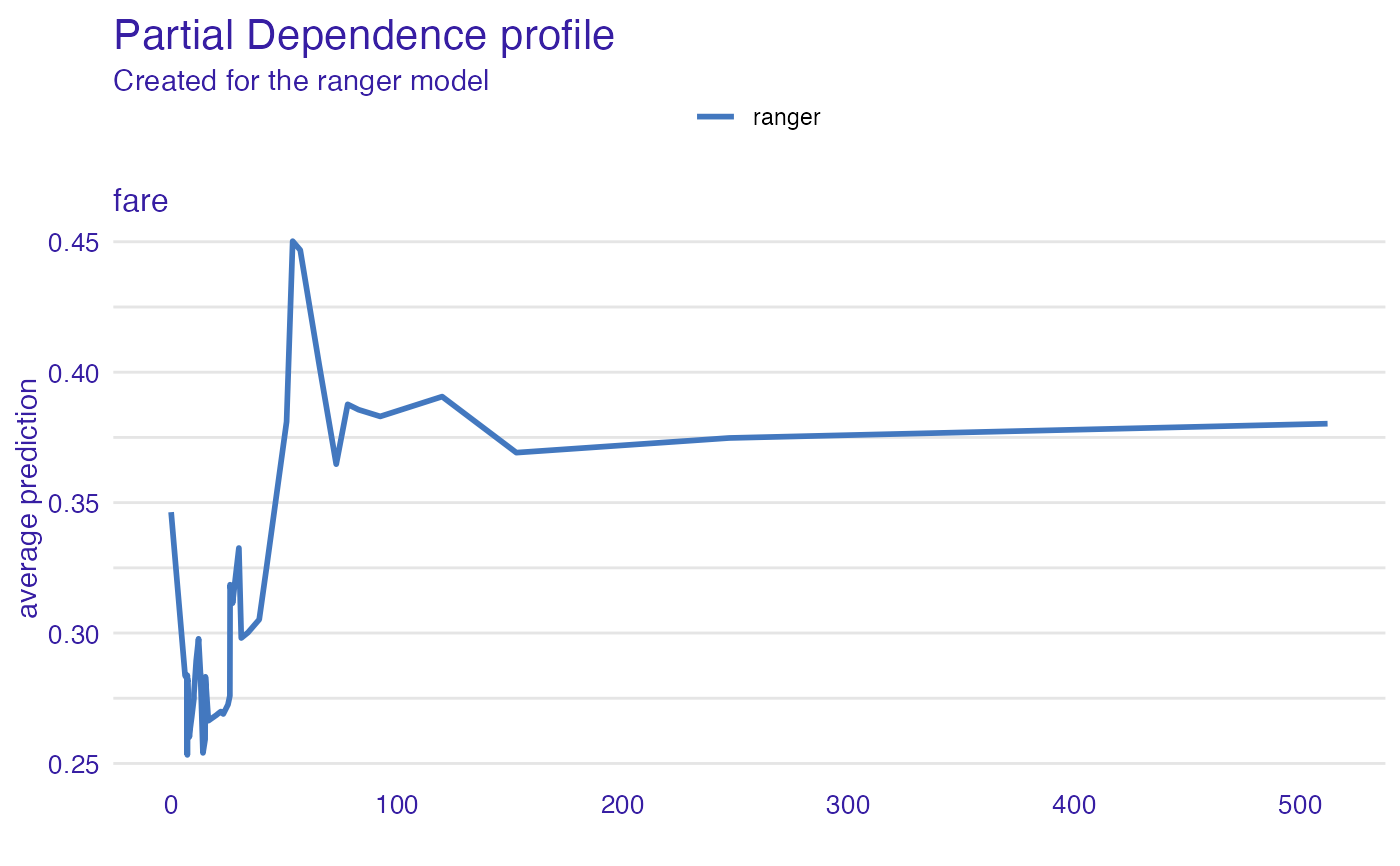 Partial Dependence profile
Created for the ranger model
ranger
fare
average prediction
0.45
0.40
0.35
0.30
0.25
0 100 200 300 400 500